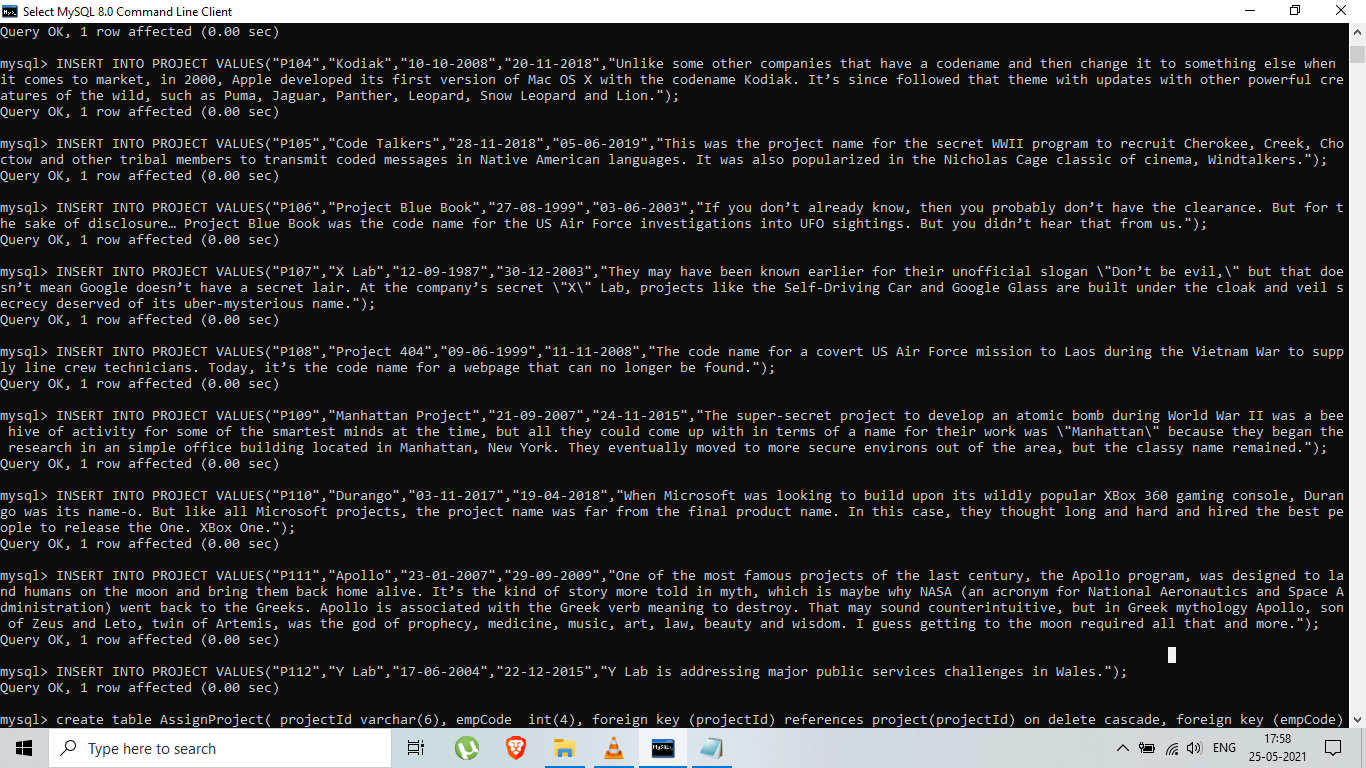 Select MySQL 8.0 Command Line Client
Query OK, 1 row affected (0.00 sec)
mysql> INSERT INTO PROJECT VALUES("P104","Kodiak","10-10-2008","20-11-2018","Unlike some other companies that have a codename and then change it to something else when
it comes to market, in 2000, Apple developed its first version of Mac OS X with the codename Kodiak. It’s since followed that theme with updates with other powerful cre
atures of the wild, such as Puma, Jaguar, Panther, Leopard, Snow Leopard and Lion.");
Query OK, 1 row affected (0.00 sec)
mysql> INSERT INTO PROJECT VALUES("P105","Code Talkers","28-11-2018","05-06-2019","This was the project name for the secret WWII program to recruit Cherokee, Creek, Cho
ctow and other tribal members to transmit coded messages in Native American languages. It was also popularized in the Nicholas Cage classic of cinema, Windtalkers.");
Query OK, 1 row affected (0.00 sec)
mysql> INSERT INTO PROJECT VALUES("P106","Project Blue Book","27-08-1999","03-06-2003","If you don’t already know, then you probably don’t have the clearance. But for t
he sake of disclosure… Project Blue Book was the code name for the US Air Force investigations into UFO sightings. But you didn’t hear that from us.");
Query OK, 1 row affected (0.00 sec)
mysql> INSERT INTO PROJECT VALUES("P107","X Lab","12-09-1987","30-12-2003","They may have been known earlier for their unofficial slogan \"Don’t be evil,\" but that doe
sn’t mean Google doesn’t have a secret lair. At the company’s secret \"X\" Lab, projects like the Self-Driving Car and Google Glass are built under the cloak and veil s
ecrecy deserved of its uber-mysterious name.");
Query OK, 1 row affected (0.00 sec)
mysql> INSERT INTO PROJECT VALUES("P108","Project 404","09-06-1999","11-11-2008","The code name for a covert US Air Force mission to Laos during the Vietnam War to supp
ly line crew technicians. Today, it’s the code name for a webpage that can no longer be found.");
Query OK, 1 row affected (0.00 sec)
mysql> INSERT INTO PROJECT VALUES("P109","Manhattan Project","21-09-2007","24-11-2015","The super-secret project to develop an atomic bomb during World War II was a bee
hive of activity for some of the smartest minds at the time, but all they could come up with in terms of a name for their work was \"Manhattan\" because they began the
research in an simple office building located in Manhattan, New York. They eventually moved to more secure environs out of the area, but the classy name remained.");
Query OK, 1 row affected (0.00 sec)
mysql> INSERT INTO PROJECT VALUES("P110","Durango","03-11-2017","19-04-2018","When Microsoft was looking to build upon its wildly popular XBox 360 gaming console, Duran
go was its name-o. But like all Microsoft projects, the project name was far from the final product name. In this case, they thought long and hard and hired the best pe
ople to release the One. XBox One.");
Query OK, 1 row affected (0.00 sec)
mysql> INSERT INTO PROJECT VALUES("P111","Apollo","23-01-2007","29-09-2009","One of the most famous projects of the last century, the Apollo program, was designed to la
nd humans on the moon and bring them back home alive. It’s the kind of story more told in myth, which is maybe why NASA (an acronym for National Aeronautics and Space A
dministration) went back to the Greeks. Apollo is associated with the Greek verb meaning to destroy. That may sound counterintuitive, but in Greek mythology Apollo, son
of Zeus and Leto, twin of Artemis, was the god of prophecy, medicine, music, art, law, beauty and wisdom. I guess getting to the moon required all that and more.");
Query OK, 1 row affected (0.00 sec)
mysql> INSERT INTO PROJECT VALUES("P112","Y Lab","17-06-2004","22-12-2015","Y Lab is addressing major public services challenges in Wales.");
Query OK, 1 row affected (0.00 sec)
mysql> create table AssignProject( projectId varchar(6), empCode  int(4), foreign key (projectId) references project(projectId) on delete cascade, foreign key (empCode)
Type here to search
ENG
17:58
25-05-2021